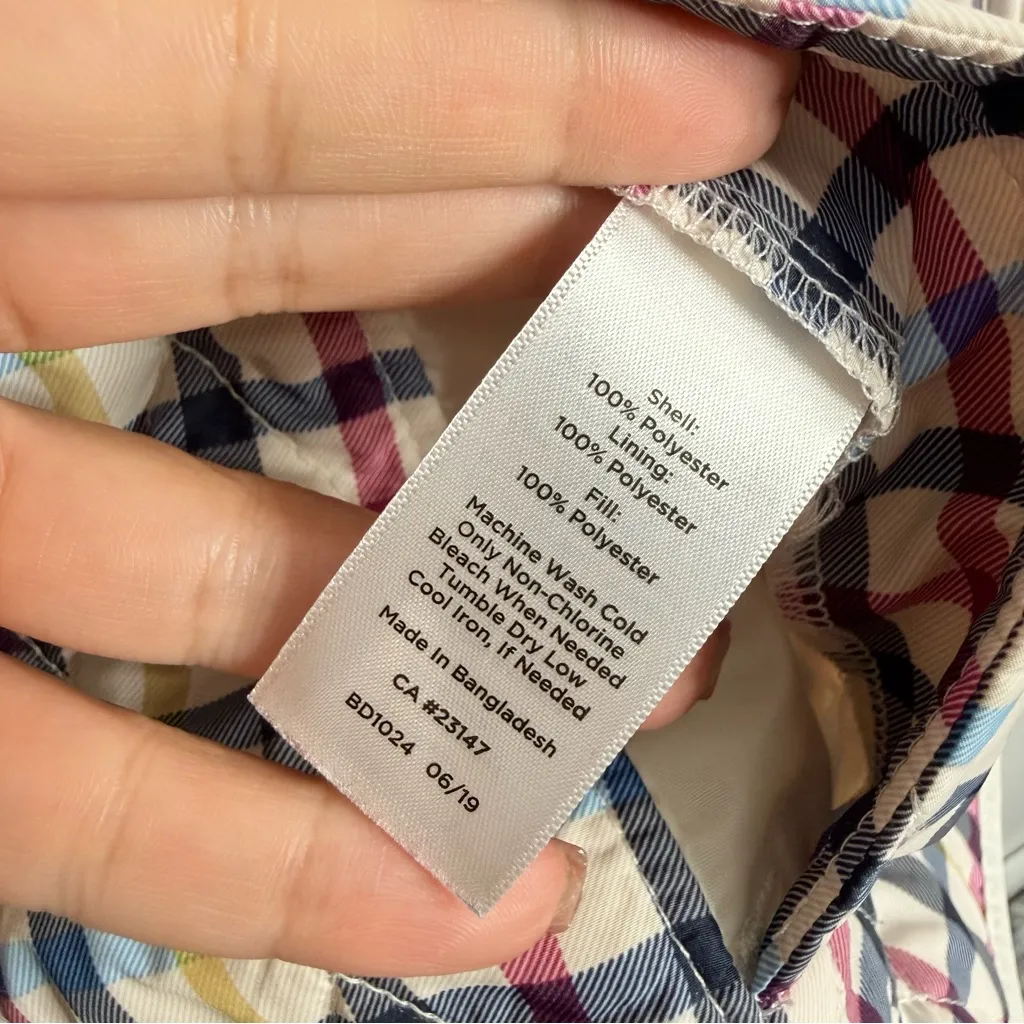 Shell:
100% Polyester
Lining:
100% Polyester
Fill:
100% Polyester
Machine Wash Cold
Only Non-Chlorine
Bleach When Needed
Tumble Dry Low
Cool Iron, If Needed
Made In Bangladesh
CA #23147
BD1024 06/19